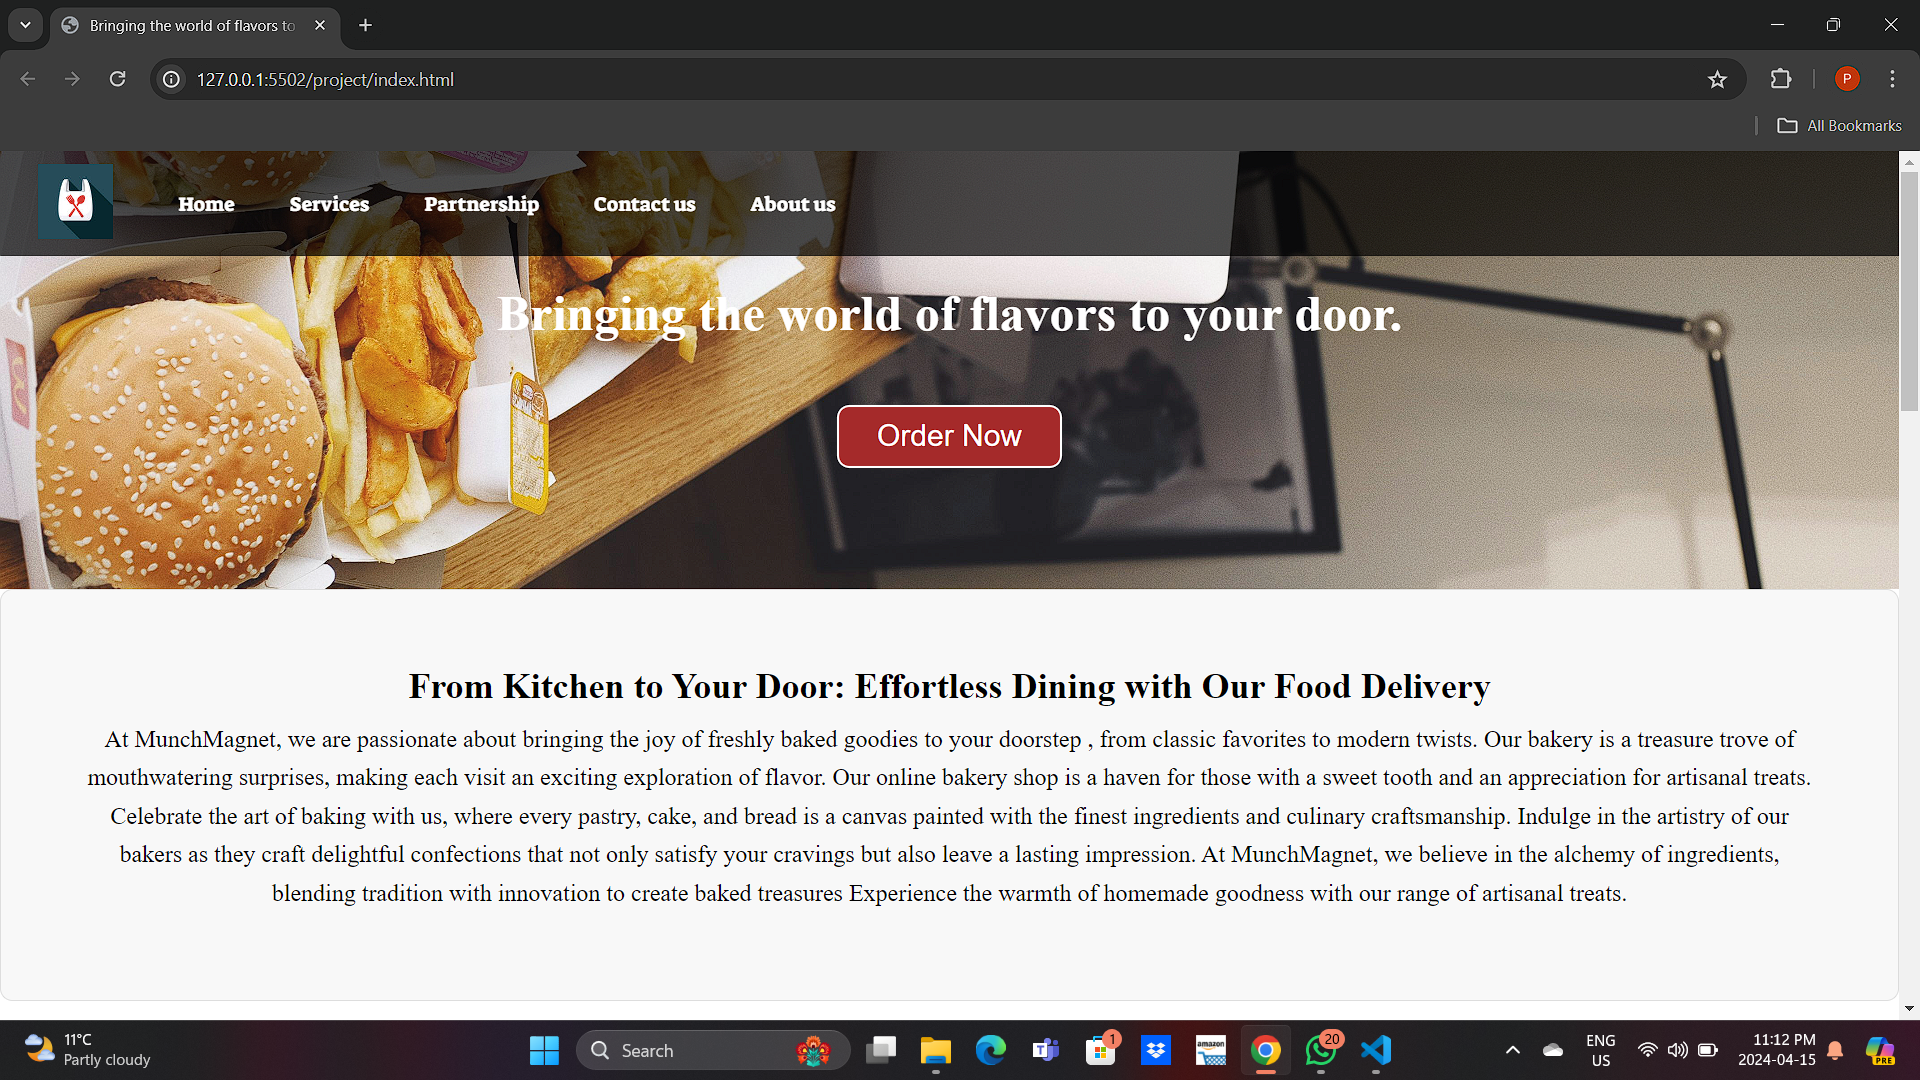 Bringing the world of flavors to
127.0.0.1:5502/project/index.html
P
All Bookmarks
Home
Services
Partnership
Contact us
About us
Bringing the world of flavors to your door.
Order Now
From Kitchen to Your Door: Effortless Dining with Our Food Delivery
At MunchMagnet, we are passionate about bringing the joy of freshly baked goodies to your doorstep , from classic favorites to modern twists. Our bakery is a treasure trove of
mouthwatering surprises, making each visit an exciting exploration of flavor. Our online bakery shop is a haven for those with a sweet tooth and an appreciation for artisanal treats.
Celebrate the art of baking with us, where every pastry, cake, and bread is a canvas painted with the finest ingredients and culinary craftsmanship. Indulge in the artistry of our
bakers as they craft delightful confections that not only satisfy your cravings but also leave a lasting impression. At MunchMagnet, we believe in the alchemy of ingredients,
blending tradition with innovation to create baked treasures Experience the warmth of homemade goodness with our range of artisanal treats.
11°C
Partly cloudy
Search
amazon
1
20
ENG
US
11:12 PM
2024-04-15
PRE